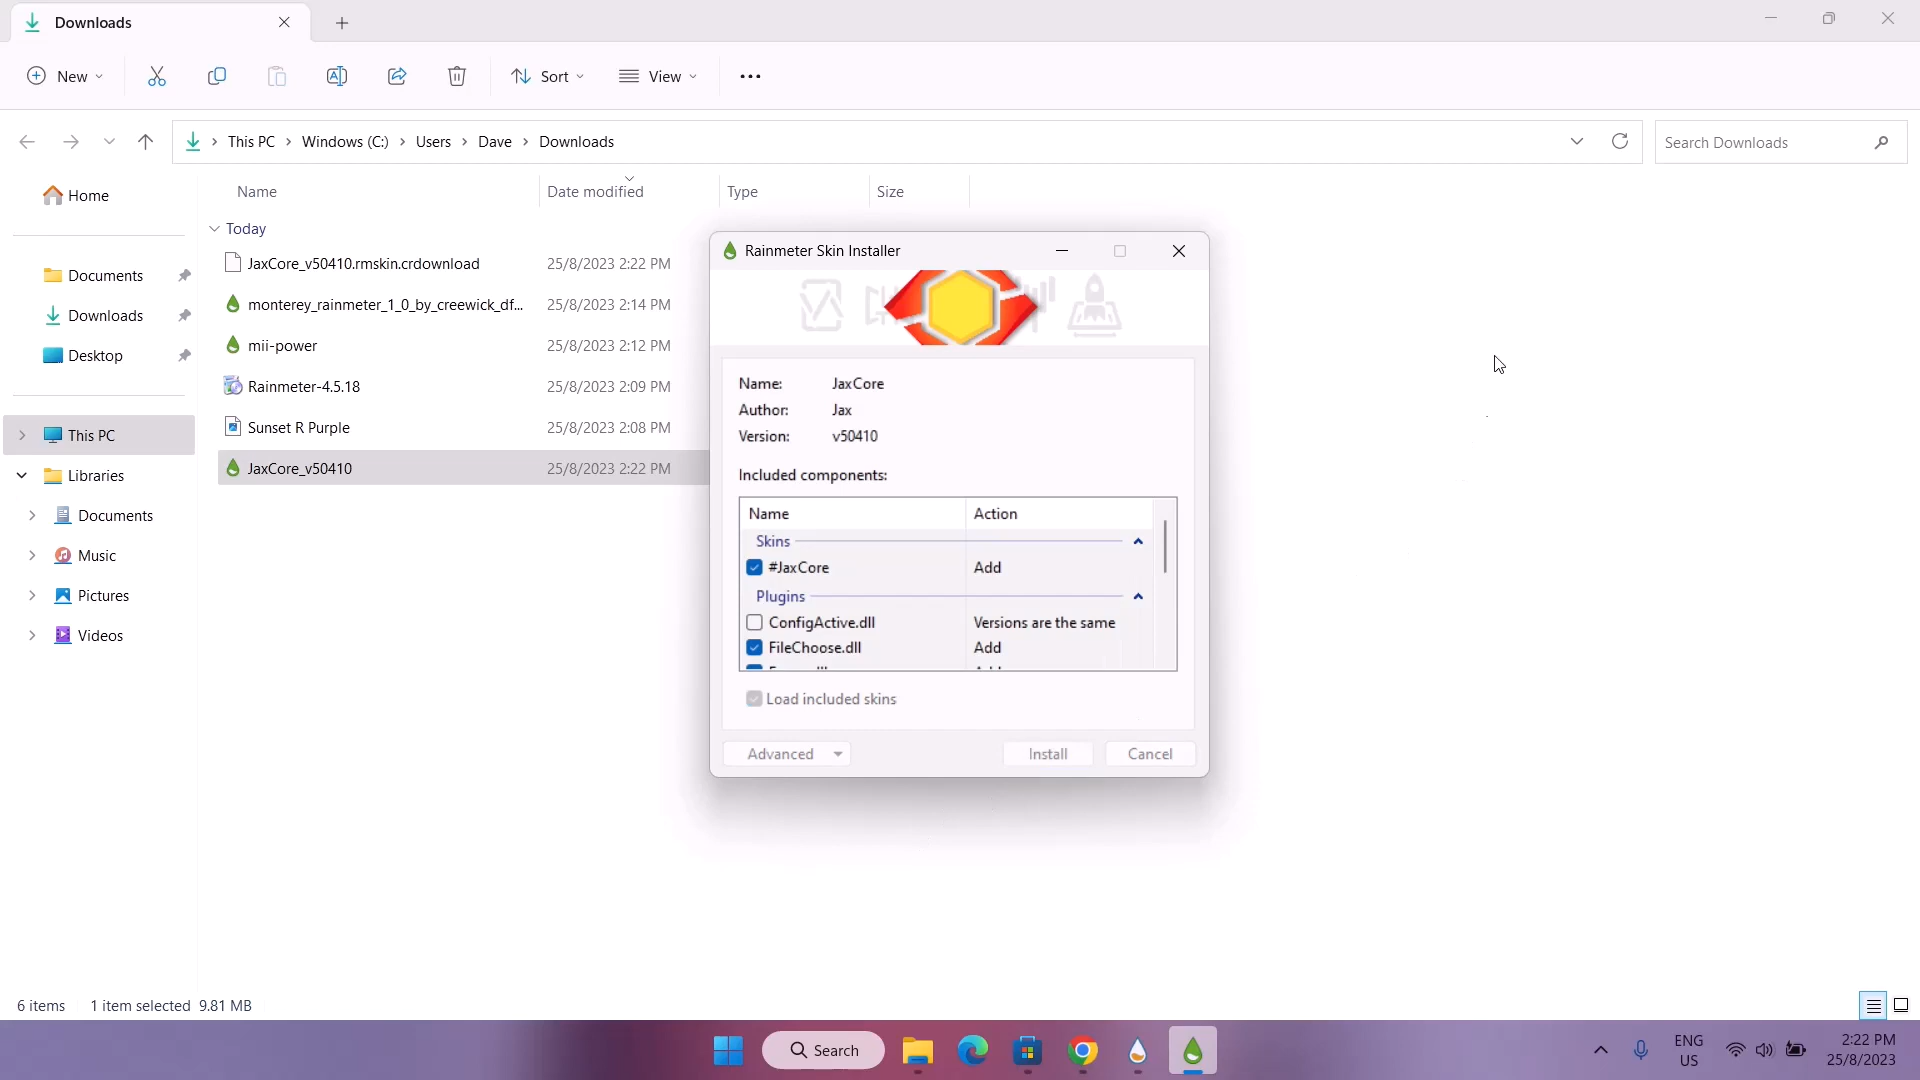 Downloads
New
Sort
View
This PC
Windows (C:)
Users
Dave
Downloads
Search Downloads
Home
Documents
Downloads
Desktop
This PC
Libraries
Documents
Music
Pictures
Videos
Name
Date modified
Type
Size
Today
JaxCore_v50410.rmskin.crdownload
25/8/2023 2:22 PM
monterey_rainmeter_1_0_by_creewick_df...
25/8/2023 2:14 PM
mii-power
25/8/2023 2:12 PM
Rainmeter-4.5.18
25/8/2023 2:09 PM
Sunset R Purple
25/8/2023 2:08 PM
JaxCore_v50410
25/8/2023 2:22 PM
Rainmeter Skin Installer
Name: JaxCore
Author: Jax
Version: v50410
Included components:
Name Action
Skins
#JaxCore Add
Plugins
ConfigActive.dll Versions are the same
FileChoose.dll Add
Load included skins
Advanced
Install
Cancel
6 items
1 item selected 9.81 MB
Search
ENG
US
2:22 PM
25/8/2023